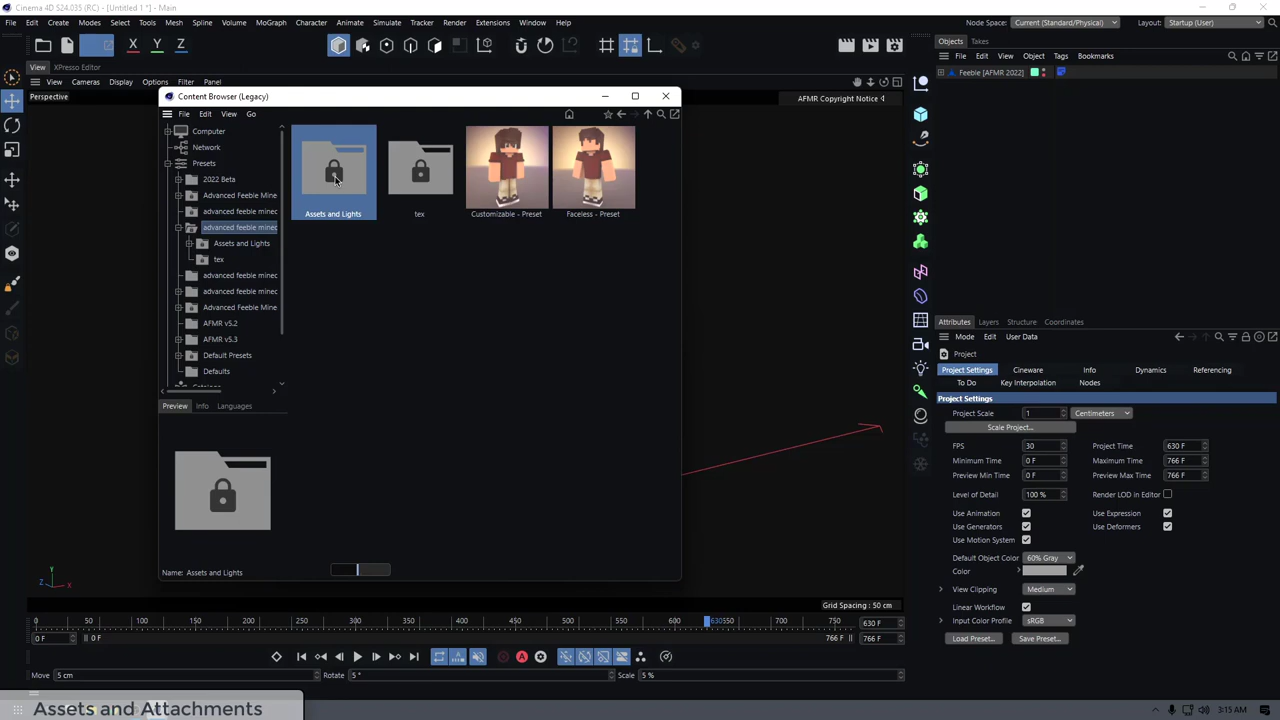 Cinema 4D S24.035 (RC) - [Untitled 1 *] - Main
File Edit Create Modes Select Tools Mesh Spline Volume MoGraph Character Animate Simulate Tracker Render Extensions Window Help
Node Space: Current (Standard/Physical) Layout: Startup (User)
X Y Z
Objects Takes
File Edit View Object Tags Bookmarks
Feeble [AFMR 2022]
View XPresso Editor
View Cameras Display Options Filter Panel
Perspective
AFMR Copyright Notice
Content Browser (Legacy)
File Edit View Go
Computer
Network
Presets
2022 Beta
Advanced Feeble Mine
advanced feeble minec
advanced feeble minec
Assets and Lights
tex
advanced feeble minec
advanced feeble minec
Advanced Feeble Mine
AFMR v5.2
AFMR v5.3
Default Presets
Defaults
Assets and Lights
tex
Customizable - Preset
Faceless - Preset
Preview Info Languages
Name: Assets and Lights
Attributes Layers Structure Coordinates
Mode Edit User Data
Project
Project Settings Cineware Info Dynamics Referencing
To Do Key Interpolation Nodes
Project Settings
Project Scale 1 Centimeters
Scale Project...
FPS 30 Project Time 630 F
Minimum Time 0 F Maximum Time 766 F
Preview Min Time 0 F Preview Max Time 766 F
Level of Detail 100 % Render LOD in Editor
Use Animation Use Expression
Use Generators Use Deformers
Use Motion System
Default Object Color 60% Gray
Color
View Clipping Medium
Linear Workflow
Input Color Profile sRGB
Load Preset... Save Preset...
Y
Z X
Grid Spacing : 50 cm
0 50 100 150 200 250 300 350 400 450 500 550 600 630 700 750 630 F
0 F 0 F 766 F 766 F
Move 5 cm Rotate 5 ° Scale 5 %
Assets and Attachments
3:15 AM